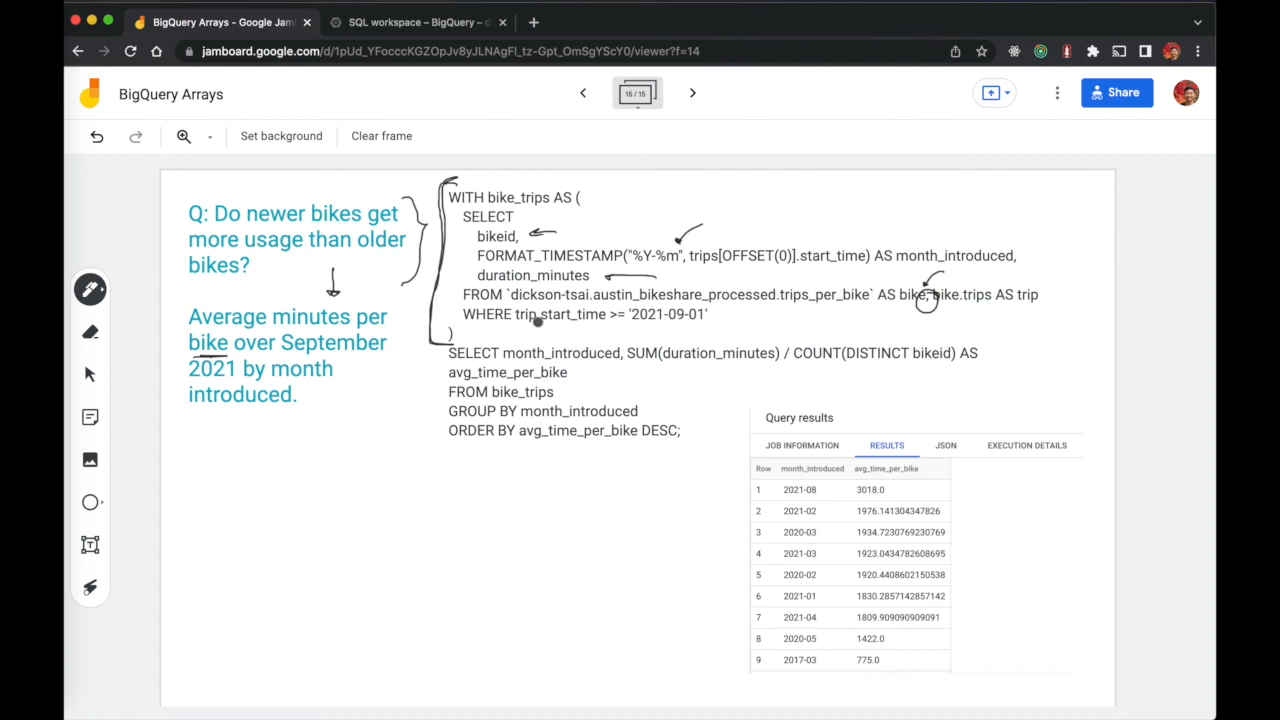 BigQuery Arrays - Google Jam
SQL workspace – BigQuery – d
jamboard.google.com/d/1pUd_YFocccKGZOpJv8yJLNAgFl_tz-Gpt_OmSgYScY0/viewer?f=14
BigQuery Arrays
15 / 15
Share
Set background
Clear frame
Q: Do newer bikes get
more usage than older
bikes?
Average minutes per
bike over September
2021 by month
introduced.
WITH bike_trips AS (
SELECT
bikeid,
FORMAT_TIMESTAMP("%Y-%m", trips[OFFSET(0)].start_time) AS month_introduced,
duration_minutes
FROM `dickson-tsai.austin_bikeshare_processed.trips_per_bike` AS bike, bike.trips AS trip
WHERE trip.start_time >= '2021-09-01'
)
SELECT month_introduced, SUM(duration_minutes) / COUNT(DISTINCT bikeid) AS
avg_time_per_bike
FROM bike_trips
GROUP BY month_introduced
ORDER BY avg_time_per_bike DESC;
Query results
JOB INFORMATION RESULTS JSON EXECUTION DETAILS
Row month_introduced avg_time_per_bike
1 2021-08 3018.0
2 2021-02 1976.141304347826
3 2020-03 1934.7230769230769
4 2021-03 1923.0434782608695
5 2020-02 1920.4408602150538
6 2021-01 1830.2857142857142
7 2021-04 1809.909090909091
8 2020-05 1422.0
9 2017-03 775.0